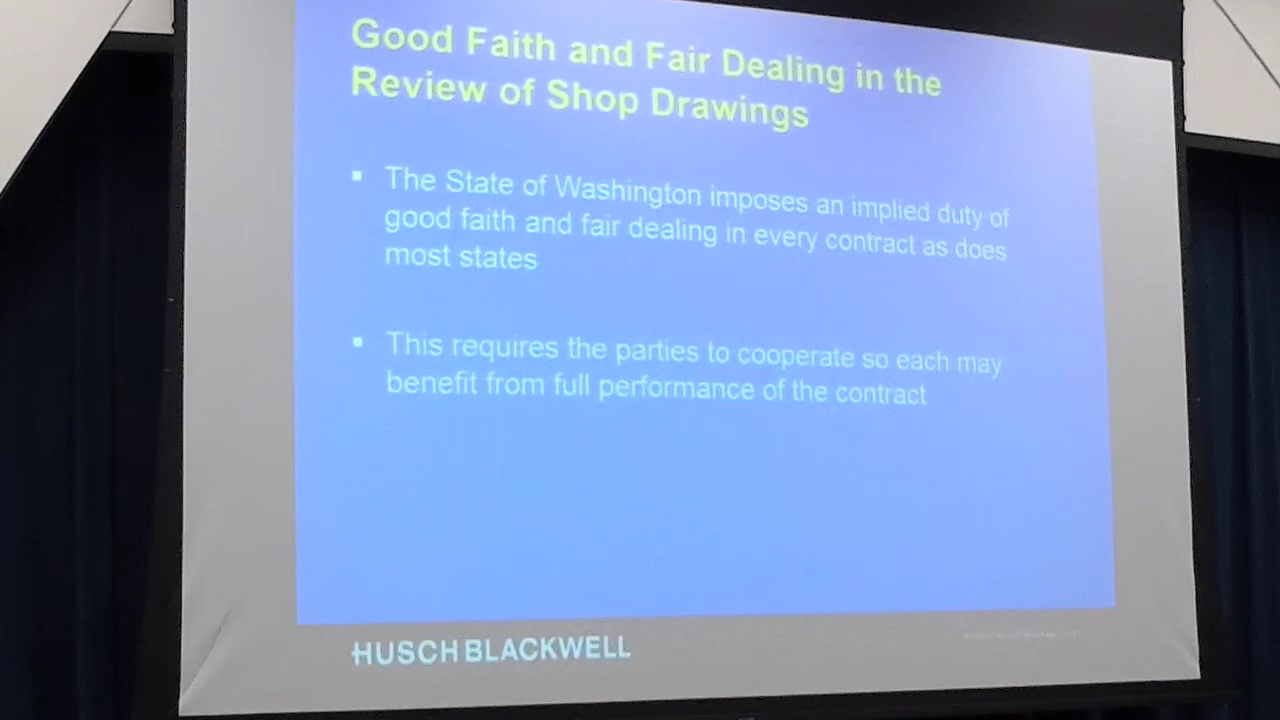 Good Faith and Fair Dealing in the
Review of Shop Drawings
▪ The State of Washington imposes an implied duty of
good faith and fair dealing in every contract as does
most states
▪ This requires the parties to cooperate so each may
benefit from full performance of the contract
HUSCH BLACKWELL